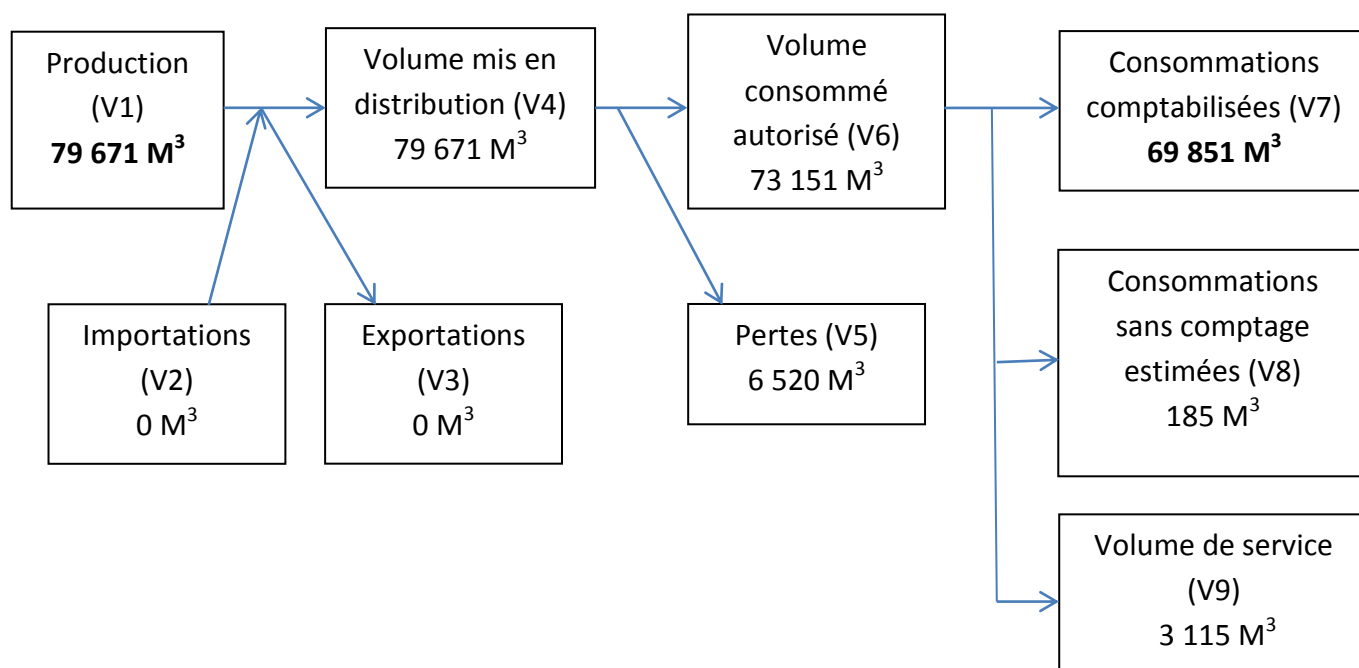 Production
(V1)
79 671 M³
Volume mis en
distribution (V4)
79 671 M³
Volume
consommé
autorisé (V6)
73 151 M³
Consommations
comptabilisées (V7)
69 851 M³
Importations
(V2)
0 M³
Exportations
(V3)
0 M³
Pertes (V5)
6 520 M³
Consommations
sans comptage
estimées (V8)
185 M³
Volume de service
(V9)
3 115 M³